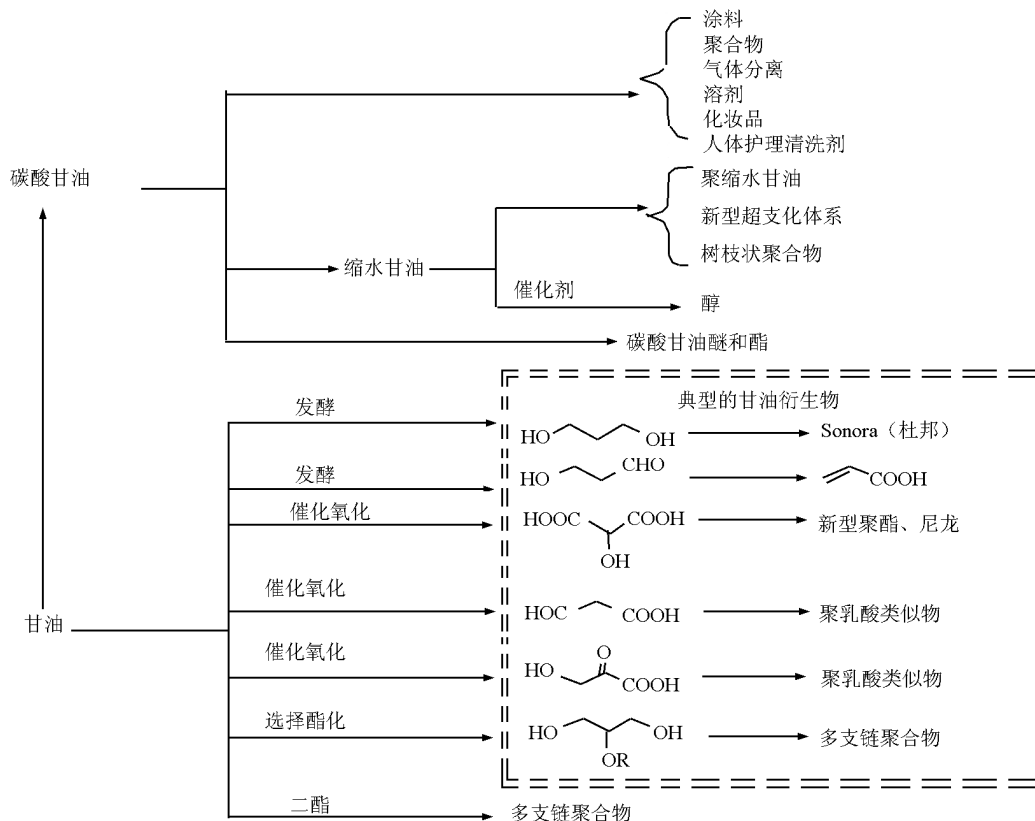 涂料
聚合物
气体分离
溶剂
化妆品
人体护理清洗剂
碳酸甘油
聚缩水甘油
新型超支化体系
树枝状聚合物
缩水甘油
催化剂
醇
碳酸甘油醚和酯
典型的甘油衍生物
发酵
HO
OH
Sonora（杜邦）
发酵
HO
CHO
COOH
催化氧化
HOOC
COOH
OH
新型聚酯、尼龙
甘油
催化氧化
HOC
COOH
聚乳酸类似物
催化氧化
O
HO
COOH
聚乳酸类似物
选择酯化
HO
OH
OR
多支链聚合物
二酯
多支链聚合物